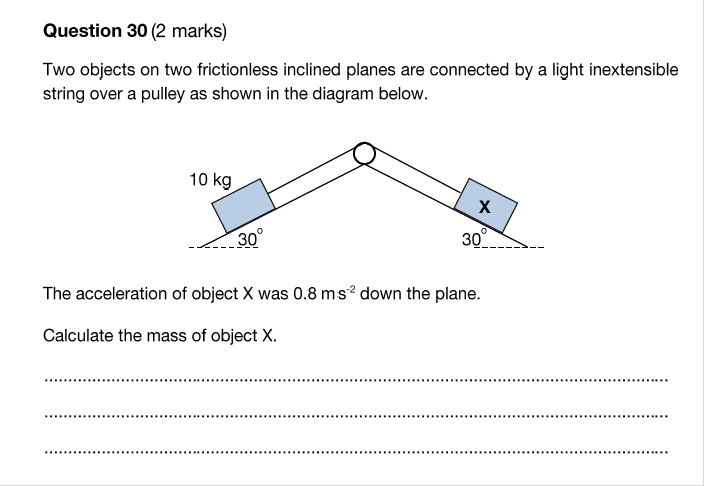 Question 30 (2 marks)
Two objects on two frictionless inclined planes are connected by a light inextensible
string over a pulley as shown in the diagram below.
10 kg
X
30°
30°
The acceleration of object X was 0.8 m s⁻² down the plane.
Calculate the mass of object X.